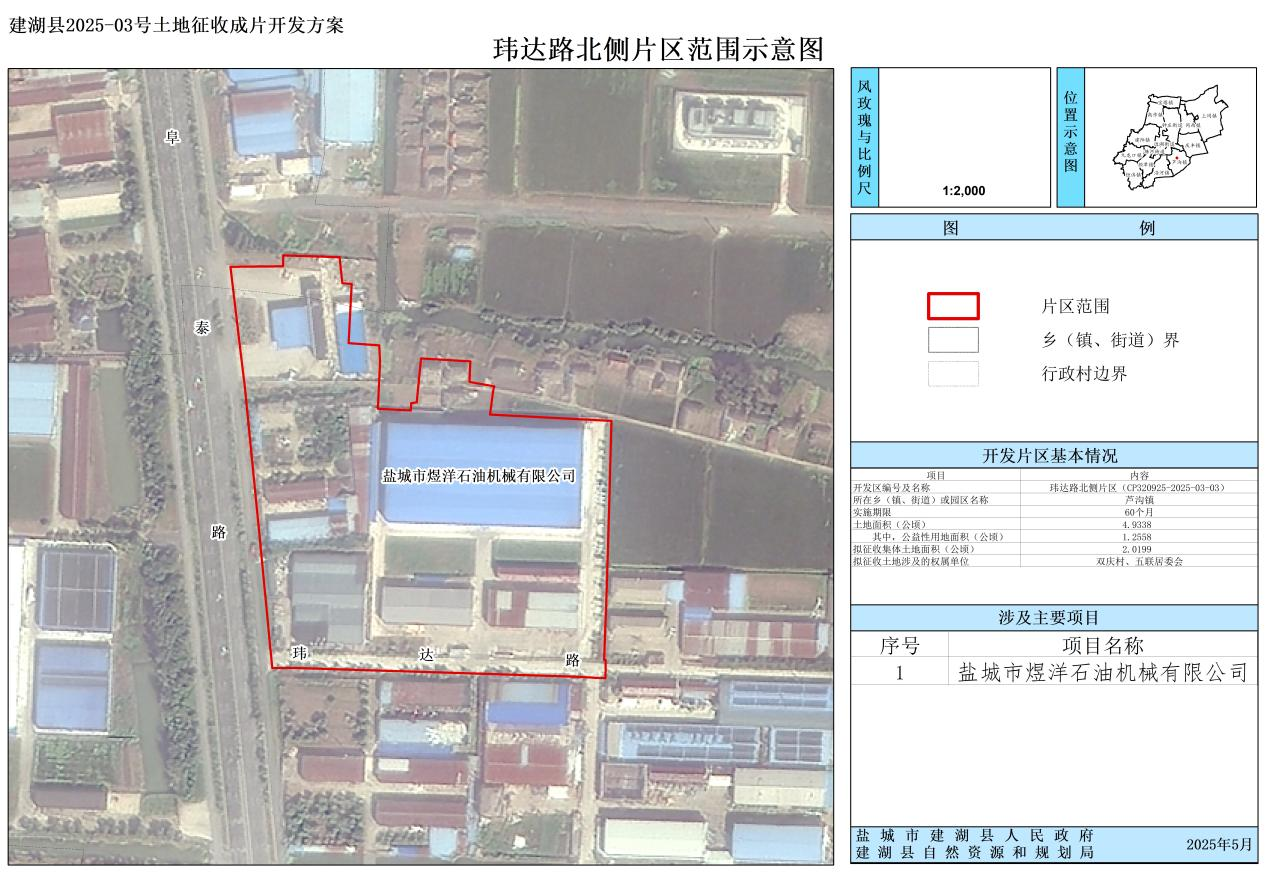 建湖县2025-03号土地征收成片开发方案
玮达路北侧片区范围示意图
阜
泰
路
盐城市煜洋石油机械有限公司
玮 达 路
风玫瑰与比例尺
1:2,000
位置示意图
图 例
片区范围
乡（镇、街道）界
行政村边界
开发片区基本情况
项目 内容
开发区编号及名称 玮达路北侧片区（CP320925-2025-03-03）
所在乡（镇、街道）或园区名称 芦沟镇
实施期限 60个月
土地面积（公顷） 4.9338
其中，公益性用地面积（公顷） 1.2558
拟征收集体土地面积（公顷） 2.0199
拟征收土地涉及的权属单位 双庆村、五联居委会
涉及主要项目
序号 项目名称
1 盐城市煜洋石油机械有限公司
盐城市建湖县人民政府
建湖县自然资源和规划局
2025年5月